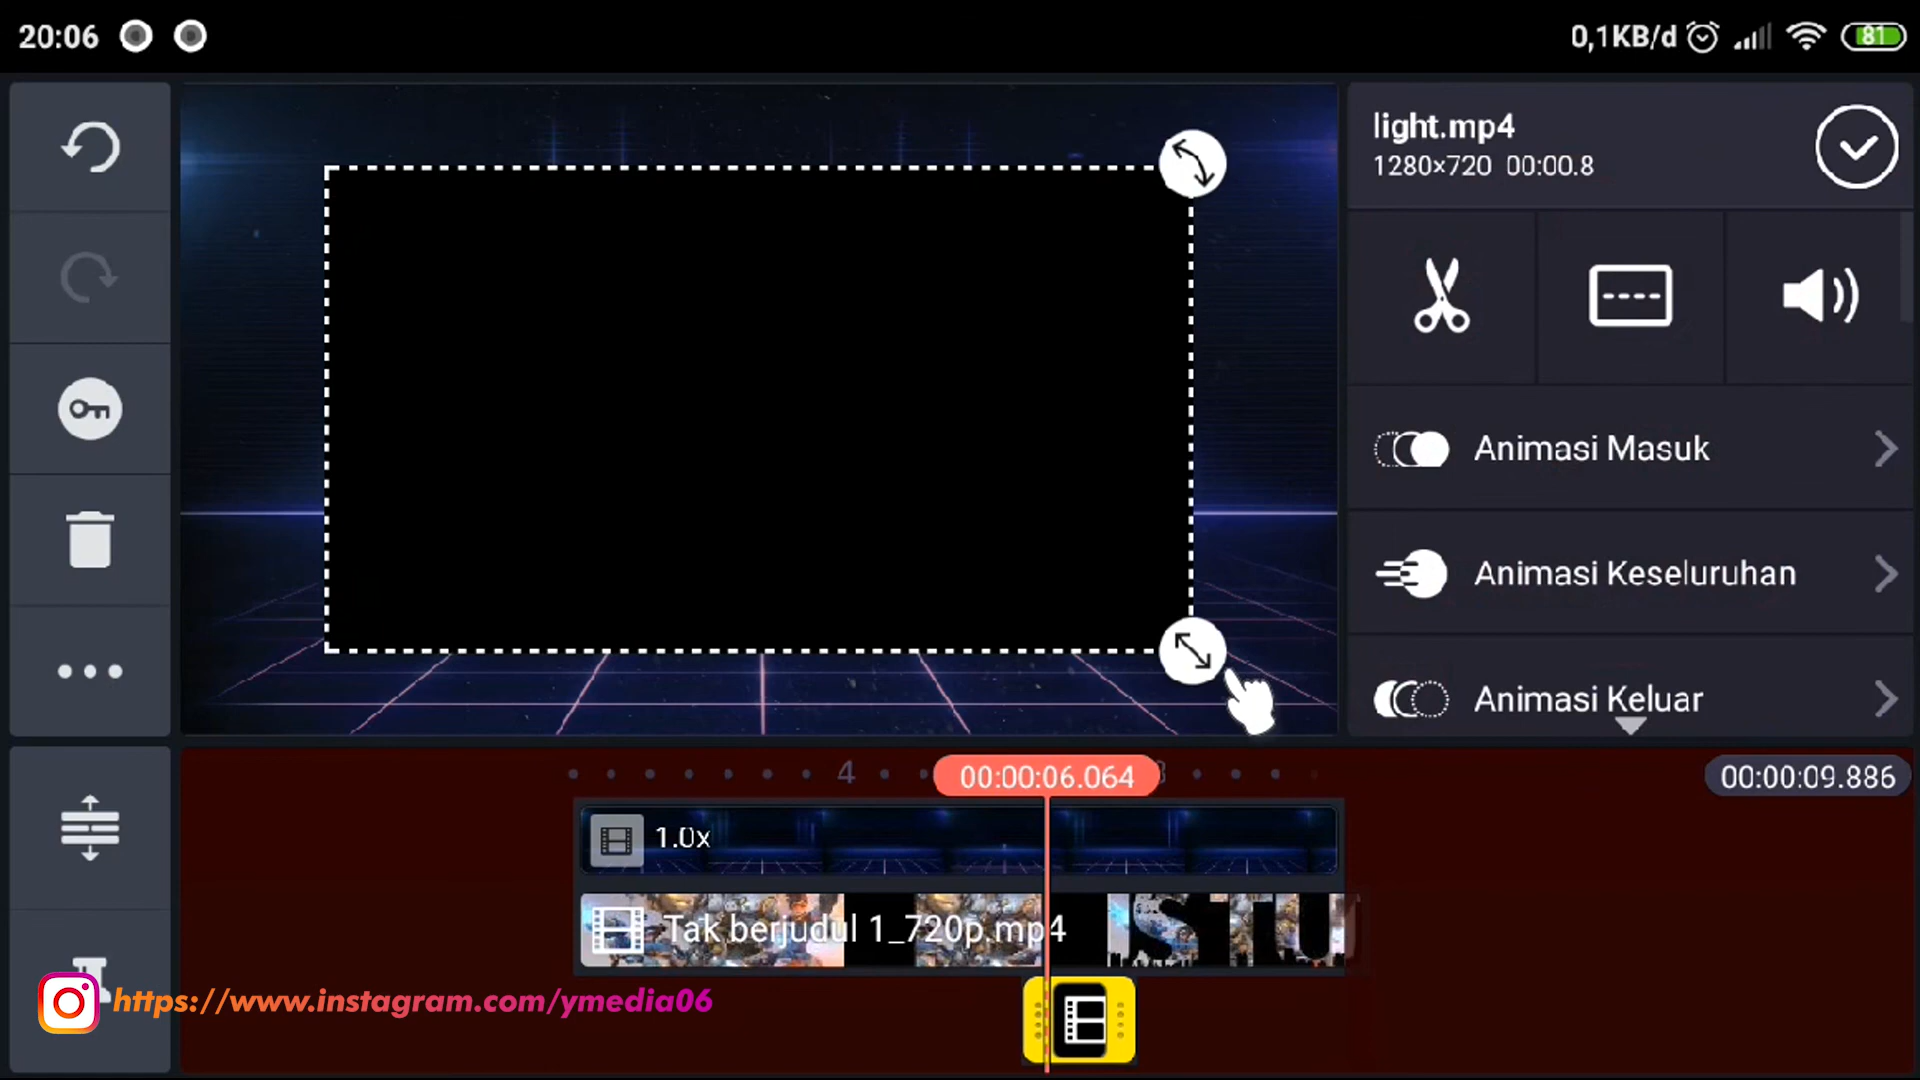 20:06
0,1KB/d
81
light.mp4
1280×720 00:00.8
Animasi Masuk
Animasi Keseluruhan
Animasi Keluar
4
00:00:06.064
8
00:00:09.886
1.0x
Tak berjudul 1_720p.mp4
STU
https://www.instagram.com/ymedia06